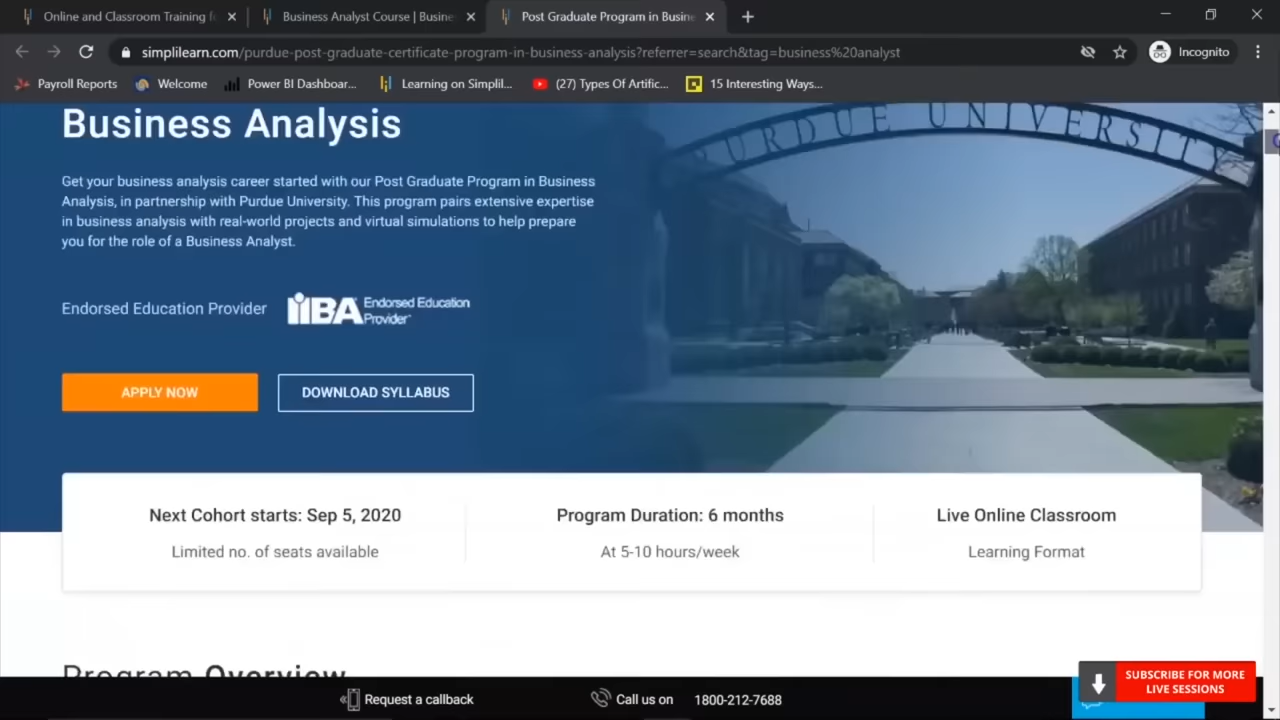 Online and Classroom Training f
Business Analyst Course | Busine
Post Graduate Program in Busine
simplilearn.com/purdue-post-graduate-certificate-program-in-business-analysis?referrer=search&tag=business%20analyst
Incognito
Payroll Reports
Welcome
Power BI Dashboar...
Learning on Simplil...
(27) Types Of Artific...
15 Interesting Ways...
PURDUE UNIVERSITY
Business Analysis
Get your business analysis career started with our Post Graduate Program in Business
Analysis, in partnership with Purdue University. This program pairs extensive expertise
in business analysis with real-world projects and virtual simulations to help prepare
you for the role of a Business Analyst.
Endorsed Education Provider
IIBA Endorsed Education
Provider™
APPLY NOW
DOWNLOAD SYLLABUS
Next Cohort starts: Sep 5, 2020
Limited no. of seats available
Program Duration: 6 months
At 5-10 hours/week
Live Online Classroom
Learning Format
Program Overview
Request a callback
Call us on 1800-212-7688
SUBSCRIBE FOR MORE
LIVE SESSIONS